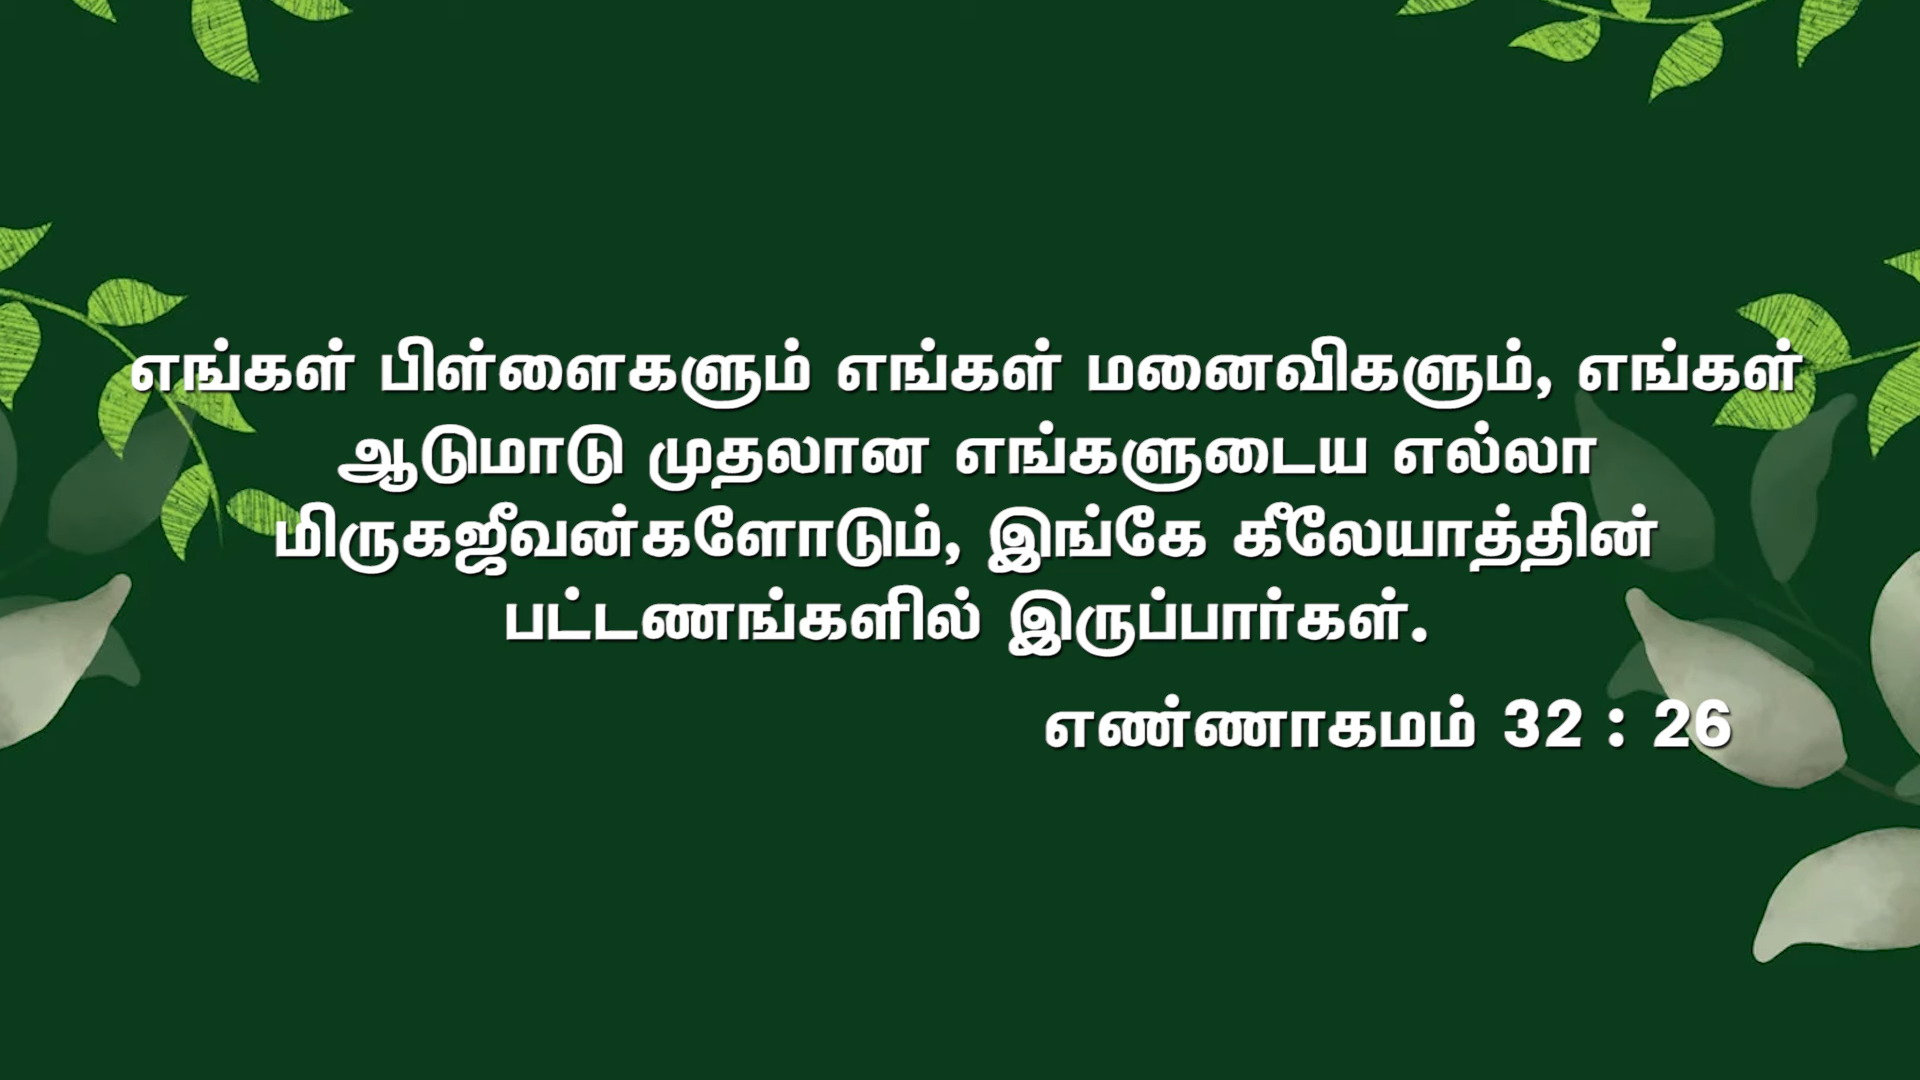 எங்கள் பிள்ளைகளும் எங்கள் மனைவிகளும், எங்கள்
ஆடுமாடு முதலான எங்களுடைய எல்லா
மிருகஜீவன்களோடும், இங்கே கீலேயாத்தின்
பட்டணங்களில் இருப்பார்கள்.
எண்ணாகமம் 32 : 26